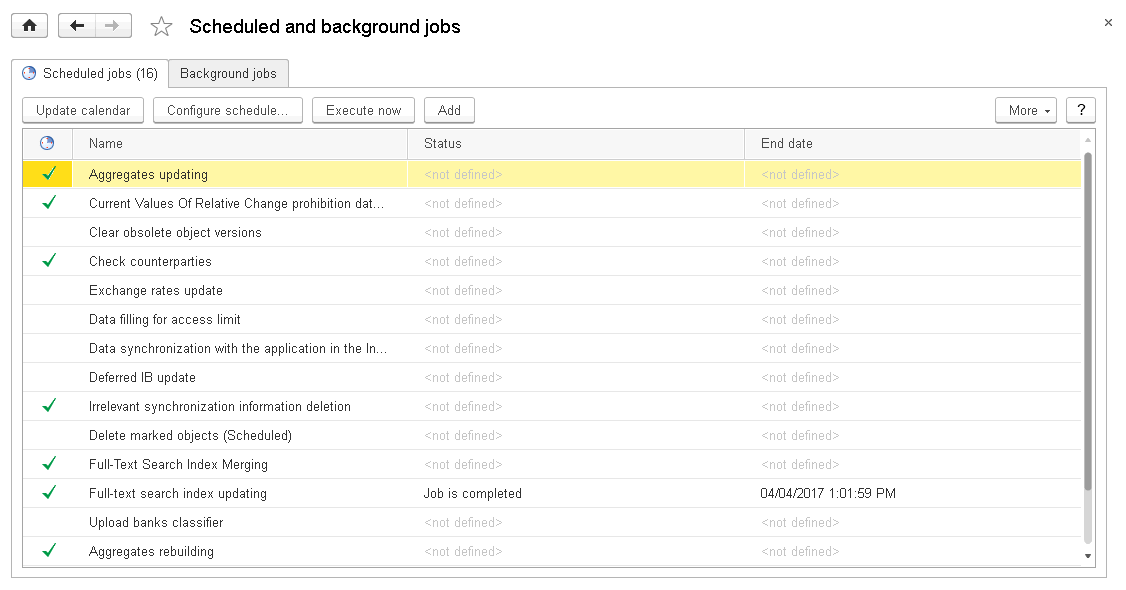 Scheduled and background jobs
Scheduled jobs (16) Background jobs
Update calendar Configure schedule... Execute now Add More ?
Name Status End date
Aggregates updating <not defined> <not defined>
Current Values Of Relative Change prohibition dat... <not defined> <not defined>
Clear obsolete object versions <not defined> <not defined>
Check counterparties <not defined> <not defined>
Exchange rates update <not defined> <not defined>
Data filling for access limit <not defined> <not defined>
Data synchronization with the application in the In... <not defined> <not defined>
Deferred IB update <not defined> <not defined>
Irrelevant synchronization information deletion <not defined> <not defined>
Delete marked objects (Scheduled) <not defined> <not defined>
Full-Text Search Index Merging <not defined> <not defined>
Full-text search index updating Job is completed 04/04/2017 1:01:59 PM
Upload banks classifier <not defined> <not defined>
Aggregates rebuilding <not defined> <not defined>